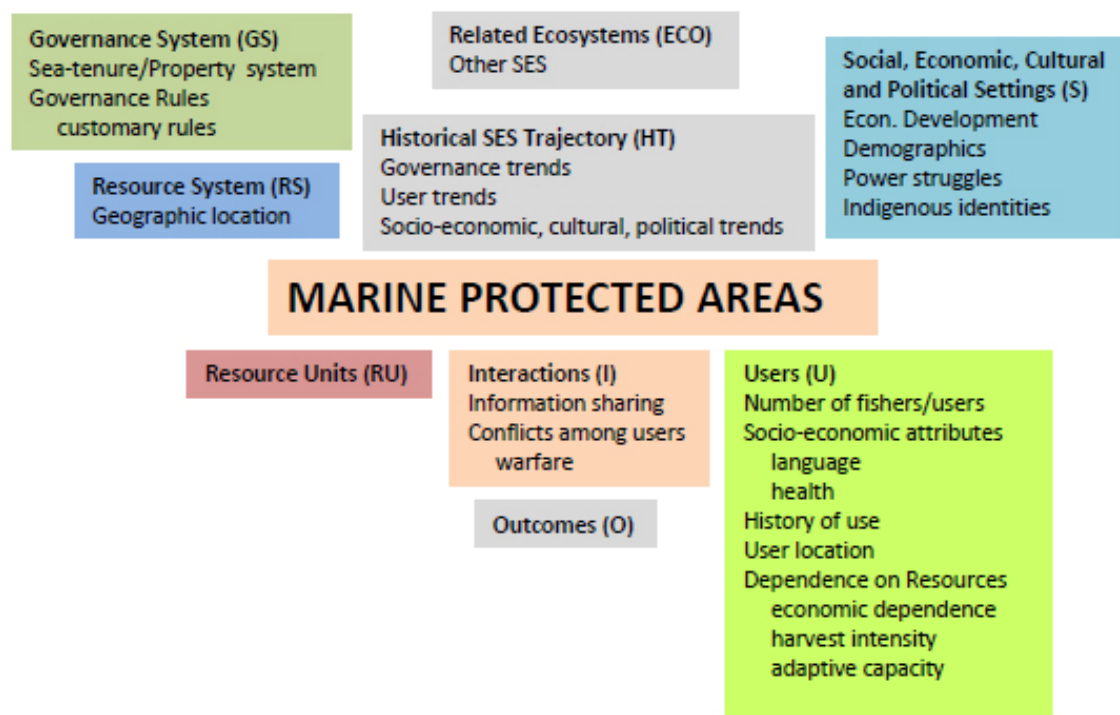 Governance System (GS)
Sea-tenure/Property system
Governance Rules
customary rules
Related Ecosystems (ECO)
Other SES
Social, Economic, Cultural
and Political Settings (S)
Econ. Development
Demographics
Power struggles
Indigenous identities
Historical SES Trajectory (HT)
Governance trends
User trends
Socio-economic, cultural, political trends
Resource System (RS)
Geographic location
MARINE PROTECTED AREAS
Resource Units (RU)
Interactions (I)
Information sharing
Conflicts among users
warfare
Outcomes (O)
Users (U)
Number of fishers/users
Socio-economic attributes
language
health
History of use
User location
Dependence on Resources
economic dependence
harvest intensity
adaptive capacity